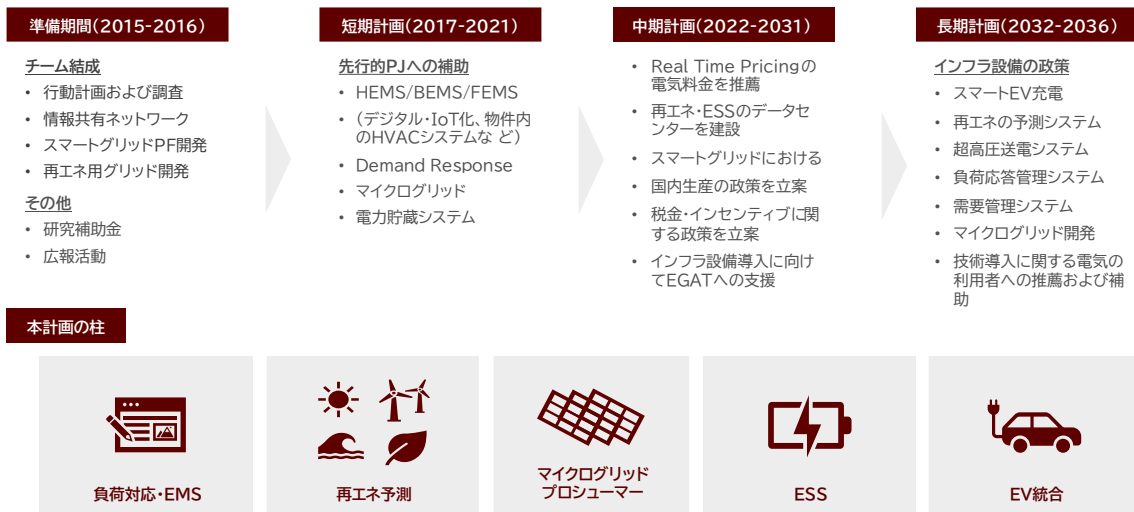 準備期間(2015-2016)
チーム結成
• 行動計画および調査
• 情報共有ネットワーク
• スマートグリッドPF開発
• 再エネ用グリッド開発
その他
• 研究補助金
• 広報活動
短期計画(2017-2021)
先行的PJへの補助
• HEMS/BEMS/FEMS
• (デジタル・IoT化、物件内
のHVACシステムな ど)
• Demand Response
• マイクログリッド
• 電力貯蔵システム
中期計画(2022-2031)
• Real Time Pricingの
電気料金を推薦
• 再エネ・ESSのデータセ
ンターを建設
• スマートグリッドにおける
• 国内生産の政策を立案
• 税金・インセンティブに関
する政策を立案
• インフラ設備導入に向け
てEGATへの支援
長期計画(2032-2036)
インフラ設備の政策
• スマートEV充電
• 再エネの予測システム
• 超高圧送電システム
• 負荷応答管理システム
• 需要管理システム
• マイクログリッド開発
• 技術導入に関する電気の
利用者への推薦および補
助
本計画の柱
負荷対応・EMS
再エネ予測
マイクログリッド
プロシューマー
ESS
EV統合